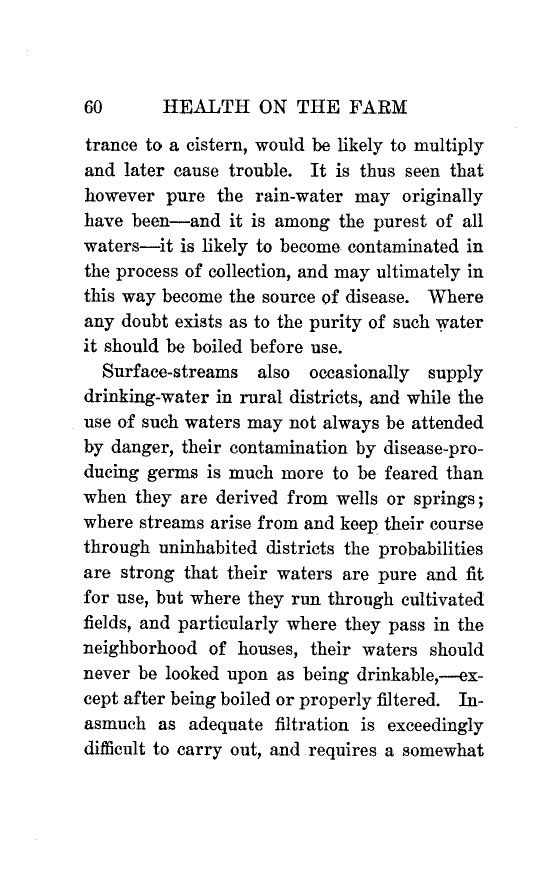 60 HEALTH ON THE FARM
trance to a cistern, would be likely to multiply
and later cause trouble. It is thus seen that
however pure the rain-water may originally
have been—and it is among the purest of all
waters—it is likely to become contaminated in
the process of collection, and may ultimately in
this way become the source of disease. Where
any doubt exists as to the purity of such water
it should be boiled before use.
Surface-streams also occasionally supply
drinking-water in rural districts, and while the
use of such waters may not always be attended
by danger, their contamination by disease-pro-
ducing germs is much more to be feared than
when they are derived from wells or springs;
where streams arise from and keep their course
through uninhabited districts the probabilities
are strong that their waters are pure and fit
for use, but where they run through cultivated
fields, and particularly where they pass in the
neighborhood of houses, their waters should
never be looked upon as being drinkable,—ex-
cept after being boiled or properly filtered. In-
asmuch as adequate filtration is exceedingly
difficult to carry out, and requires a somewhat